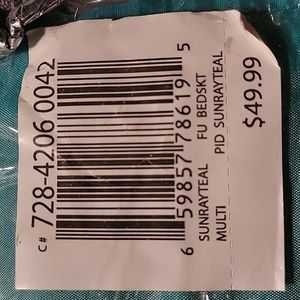 C# 728-4206 0042
6 59857 78619 5
SUNRAYTEAL FU BEDSKT
MULTI PID SUNRAYTEAL
$49.99